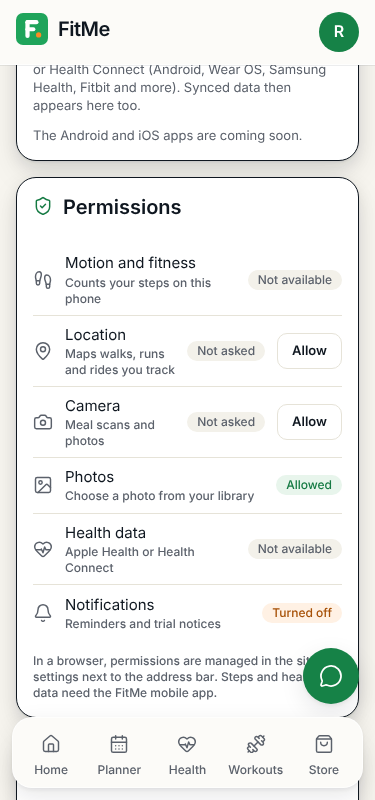 F.
FitMe
R
or Health Connect (Android, Wear OS, Samsung
Health, Fitbit and more). Synced data then
appears here too.
The Android and iOS apps are coming soon.
Permissions
Motion and fitness
Counts your steps on this
phone
Not available
Location
Maps walks, runs
and rides you track
Not asked
Allow
Camera
Meal scans and
photos
Not asked
Allow
Photos
Choose a photo from your library
Allowed
Health data
Apple Health or Health
Connect
Not available
Notifications
Reminders and trial notices
Turned off
In a browser, permissions are managed in the
settings next to the address bar. Steps and
data need the FitMe mobile app.
Home
Planner
Health
Workouts
Store